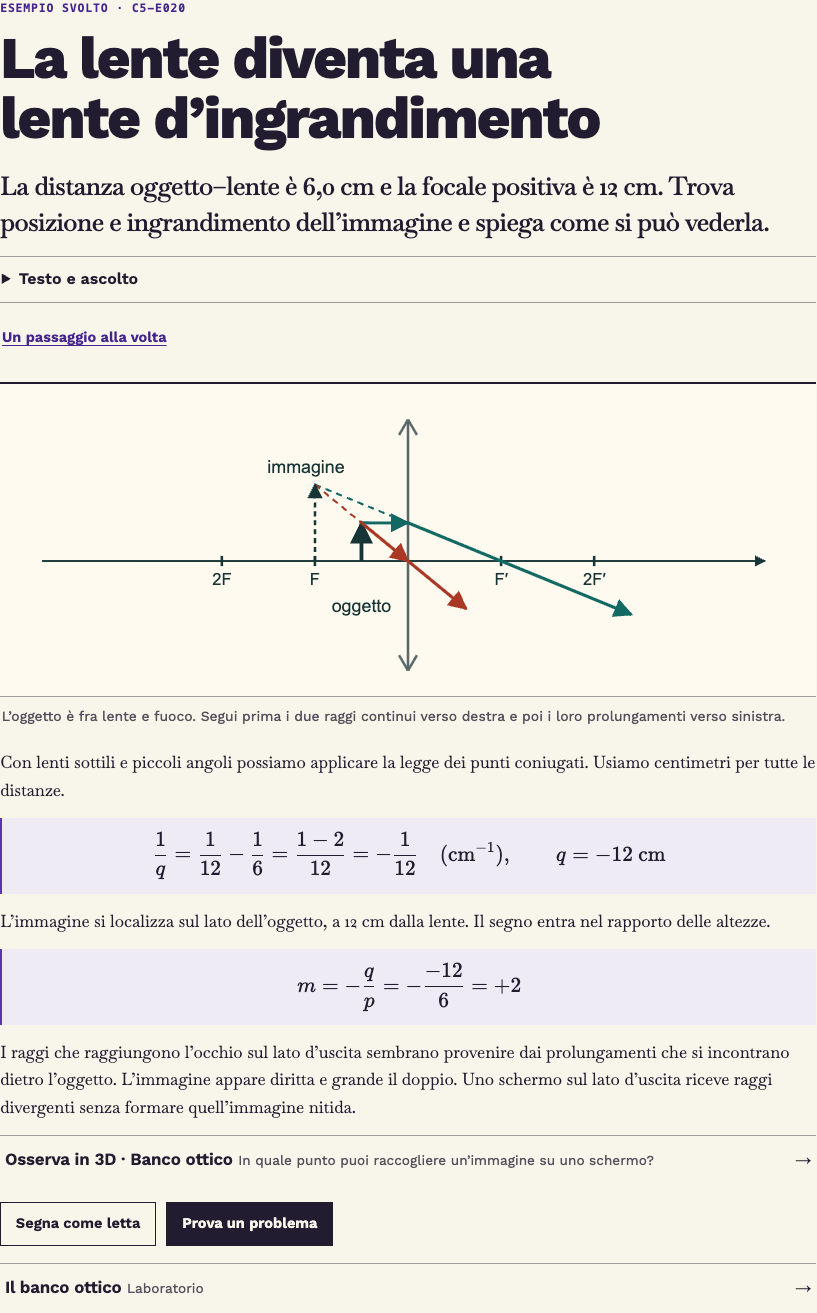 ESEMPIO SVOLTO · C5–E020
La lente diventa una
lente d’ingrandimento
La distanza oggetto–lente è 6,0 cm e la focale positiva è 12 cm. Trova
posizione e ingrandimento dell’immagine e spiega come si può vederla.
▶ Testo e ascolto
Un passaggio alla volta
immagine
2F F F′ 2F′
oggetto
L’oggetto è fra lente e fuoco. Segui prima i due raggi continui verso destra e poi i loro prolungamenti verso sinistra.
Con lenti sottili e piccoli angoli possiamo applicare la legge dei punti coniugati. Usiamo centimetri per tutte le
distanze.
1/q = 1/12 − 1/6 = (1 − 2)/12 = −1/12 (cm⁻¹), q = −12 cm
L’immagine si localizza sul lato dell’oggetto, a 12 cm dalla lente. Il segno entra nel rapporto delle altezze.
m = −q/p = −(−12)/6 = +2
I raggi che raggiungono l’occhio sul lato d’uscita sembrano provenire dai prolungamenti che si incontrano
dietro l’oggetto. L’immagine appare diritta e grande il doppio. Uno schermo sul lato d’uscita riceve raggi
divergenti senza formare quell’immagine nitida.
Osserva in 3D · Banco ottico In quale punto puoi raccogliere un’immagine su uno schermo? →
Segna come letta Prova un problema
Il banco ottico Laboratorio →